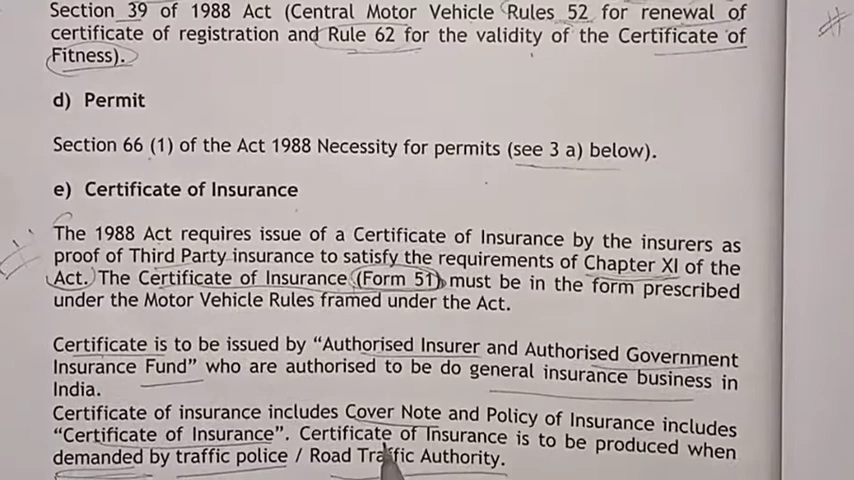 Section 39 of 1988 Act (Central Motor Vehicle Rules 52 for renewal of
certificate of registration and Rule 62 for the validity of the Certificate of
Fitness).
d) Permit
Section 66 (1) of the Act 1988 Necessity for permits (see 3 a) below).
e) Certificate of Insurance
The 1988 Act requires issue of a Certificate of Insurance by the insurers as
proof of Third Party insurance to satisfy the requirements of Chapter XI of the
Act. The Certificate of Insurance (Form 51) must be in the form prescribed
under the Motor Vehicle Rules framed under the Act.
Certificate is to be issued by “Authorised Insurer and Authorised Government
Insurance Fund” who are authorised to be do general insurance business in
India.
Certificate of insurance includes Cover Note and Policy of Insurance includes
“Certificate of Insurance”. Certificate of Insurance is to be produced when
demanded by traffic police / Road Traffic Authority.